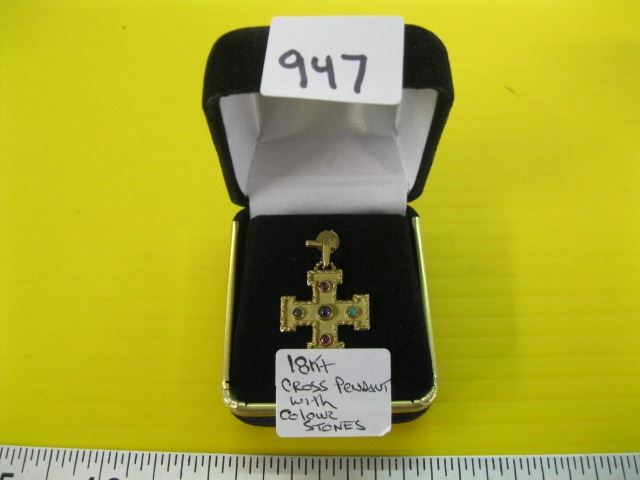 947
18Kt
CROSS PENDANT
with
COLOUR
STONES